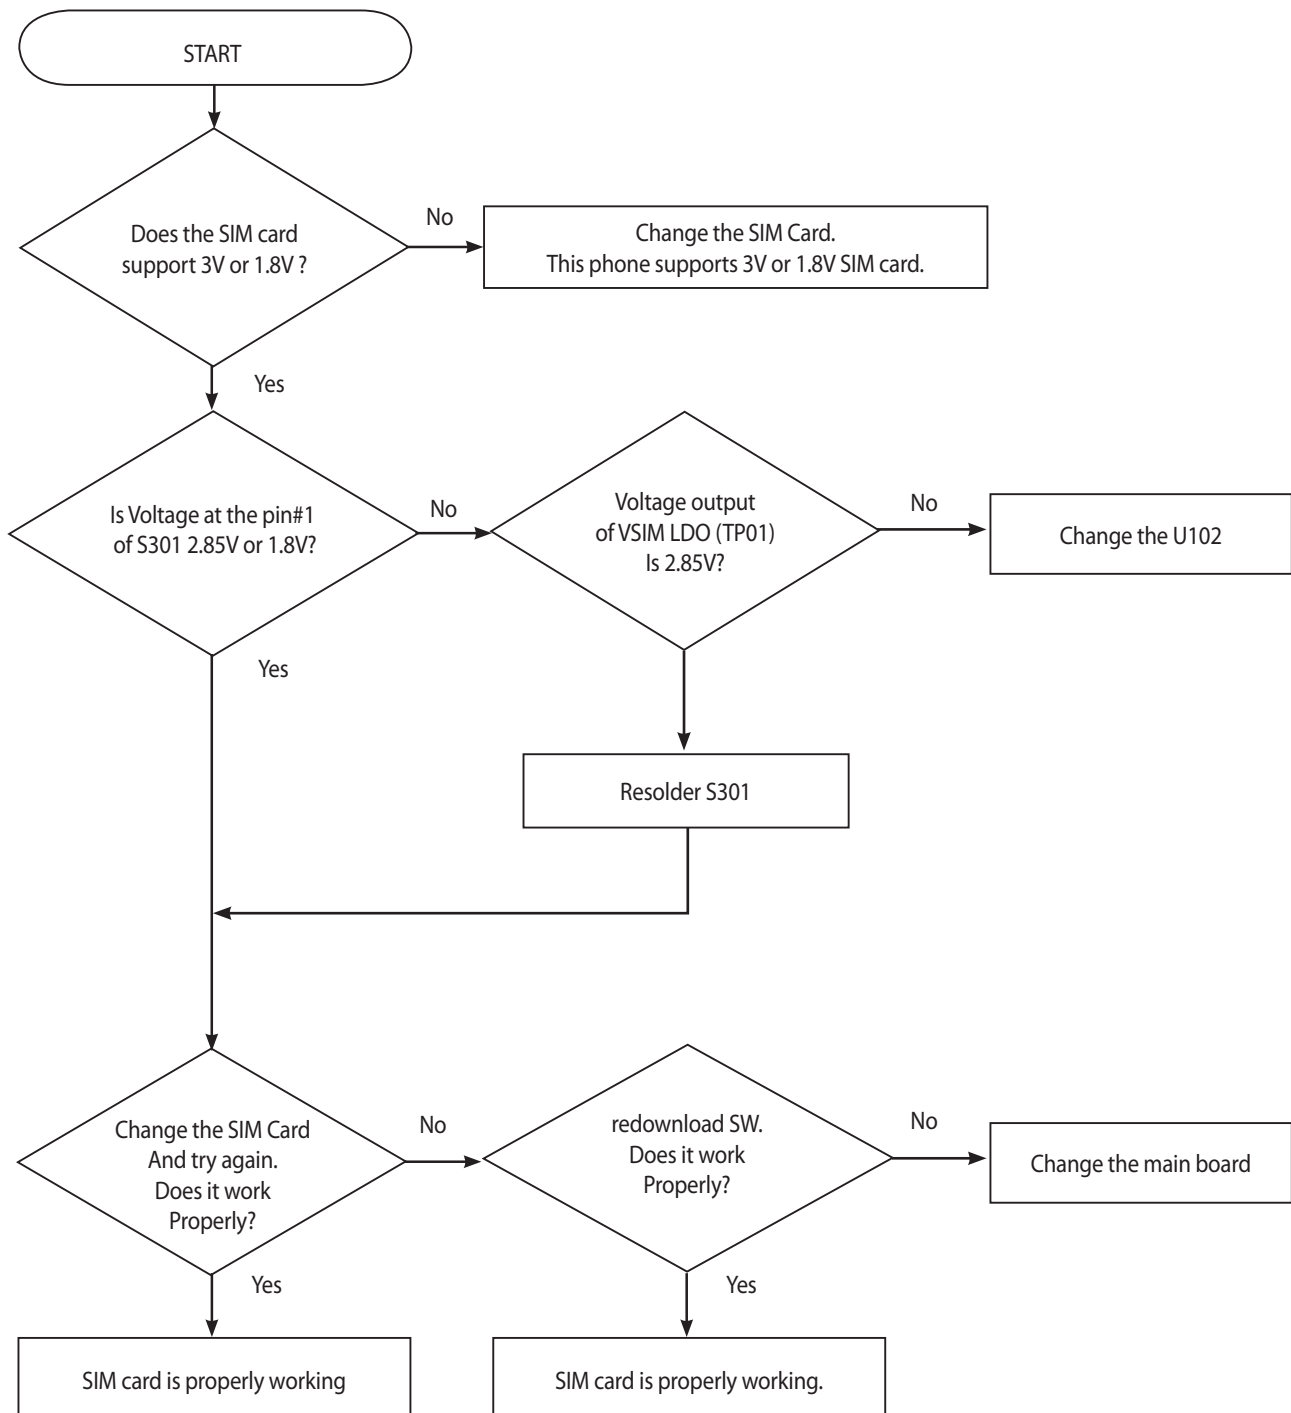 START
Does the SIM card
support 3V or 1.8V ?
No
Change the SIM Card.
This phone supports 3V or 1.8V SIM card.
Yes
Is Voltage at the pin#1
of S301 2.85V or 1.8V?
No
Voltage output
of VSIM LDO (TP01)
Is 2.85V?
No
Change the U102
Yes
Resolder S301
Change the SIM Card
And try again.
Does it work
Properly?
No
redownload SW.
Does it work
Properly?
No
Change the main board
Yes
Yes
SIM card is properly working
SIM card is properly working.